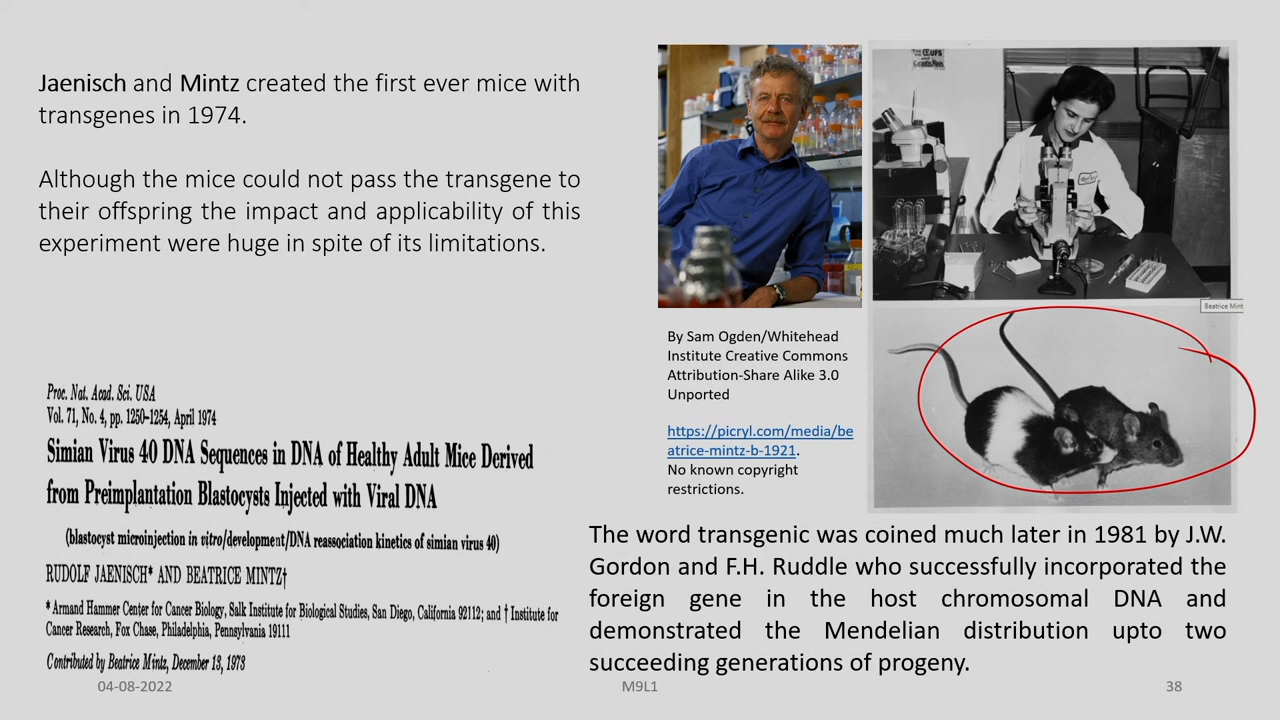 Jaenisch and Mintz created the first ever mice with
transgenes in 1974.
Although the mice could not pass the transgene to
their offspring the impact and applicability of this
experiment were huge in spite of its limitations.
Proc. Nat. Acad. Sci. USA
Vol. 71, No. 4, pp. 1250-1254, April 1974
Simian Virus 40 DNA Sequences in DNA of Healthy Adult Mice Derived
from Preimplantation Blastocysts Injected with Viral DNA
(blastocyst microinjection in vitro/development/DNA reassociation kinetics of simian virus 40)
RUDOLF JAENISCH* AND BEATRICE MINTZ†
* Armand Hammer Center for Cancer Biology, Salk Institute for Biological Studies, San Diego, California 92112; and † Institute for
Cancer Research, Fox Chase, Philadelphia, Pennsylvania 19111
Contributed by Beatrice Mintz, December 13, 1973
By Sam Ogden/Whitehead
Institute Creative Commons
Attribution-Share Alike 3.0
Unported
https://picryl.com/media/be
atrice-mintz-b-1921.
No known copyright
restrictions.
Beatrice Mint
The word transgenic was coined much later in 1981 by J.W.
Gordon and F.H. Ruddle who successfully incorporated the
foreign gene in the host chromosomal DNA and
demonstrated the Mendelian distribution upto two
succeeding generations of progeny.
04-08-2022
M9L1
38